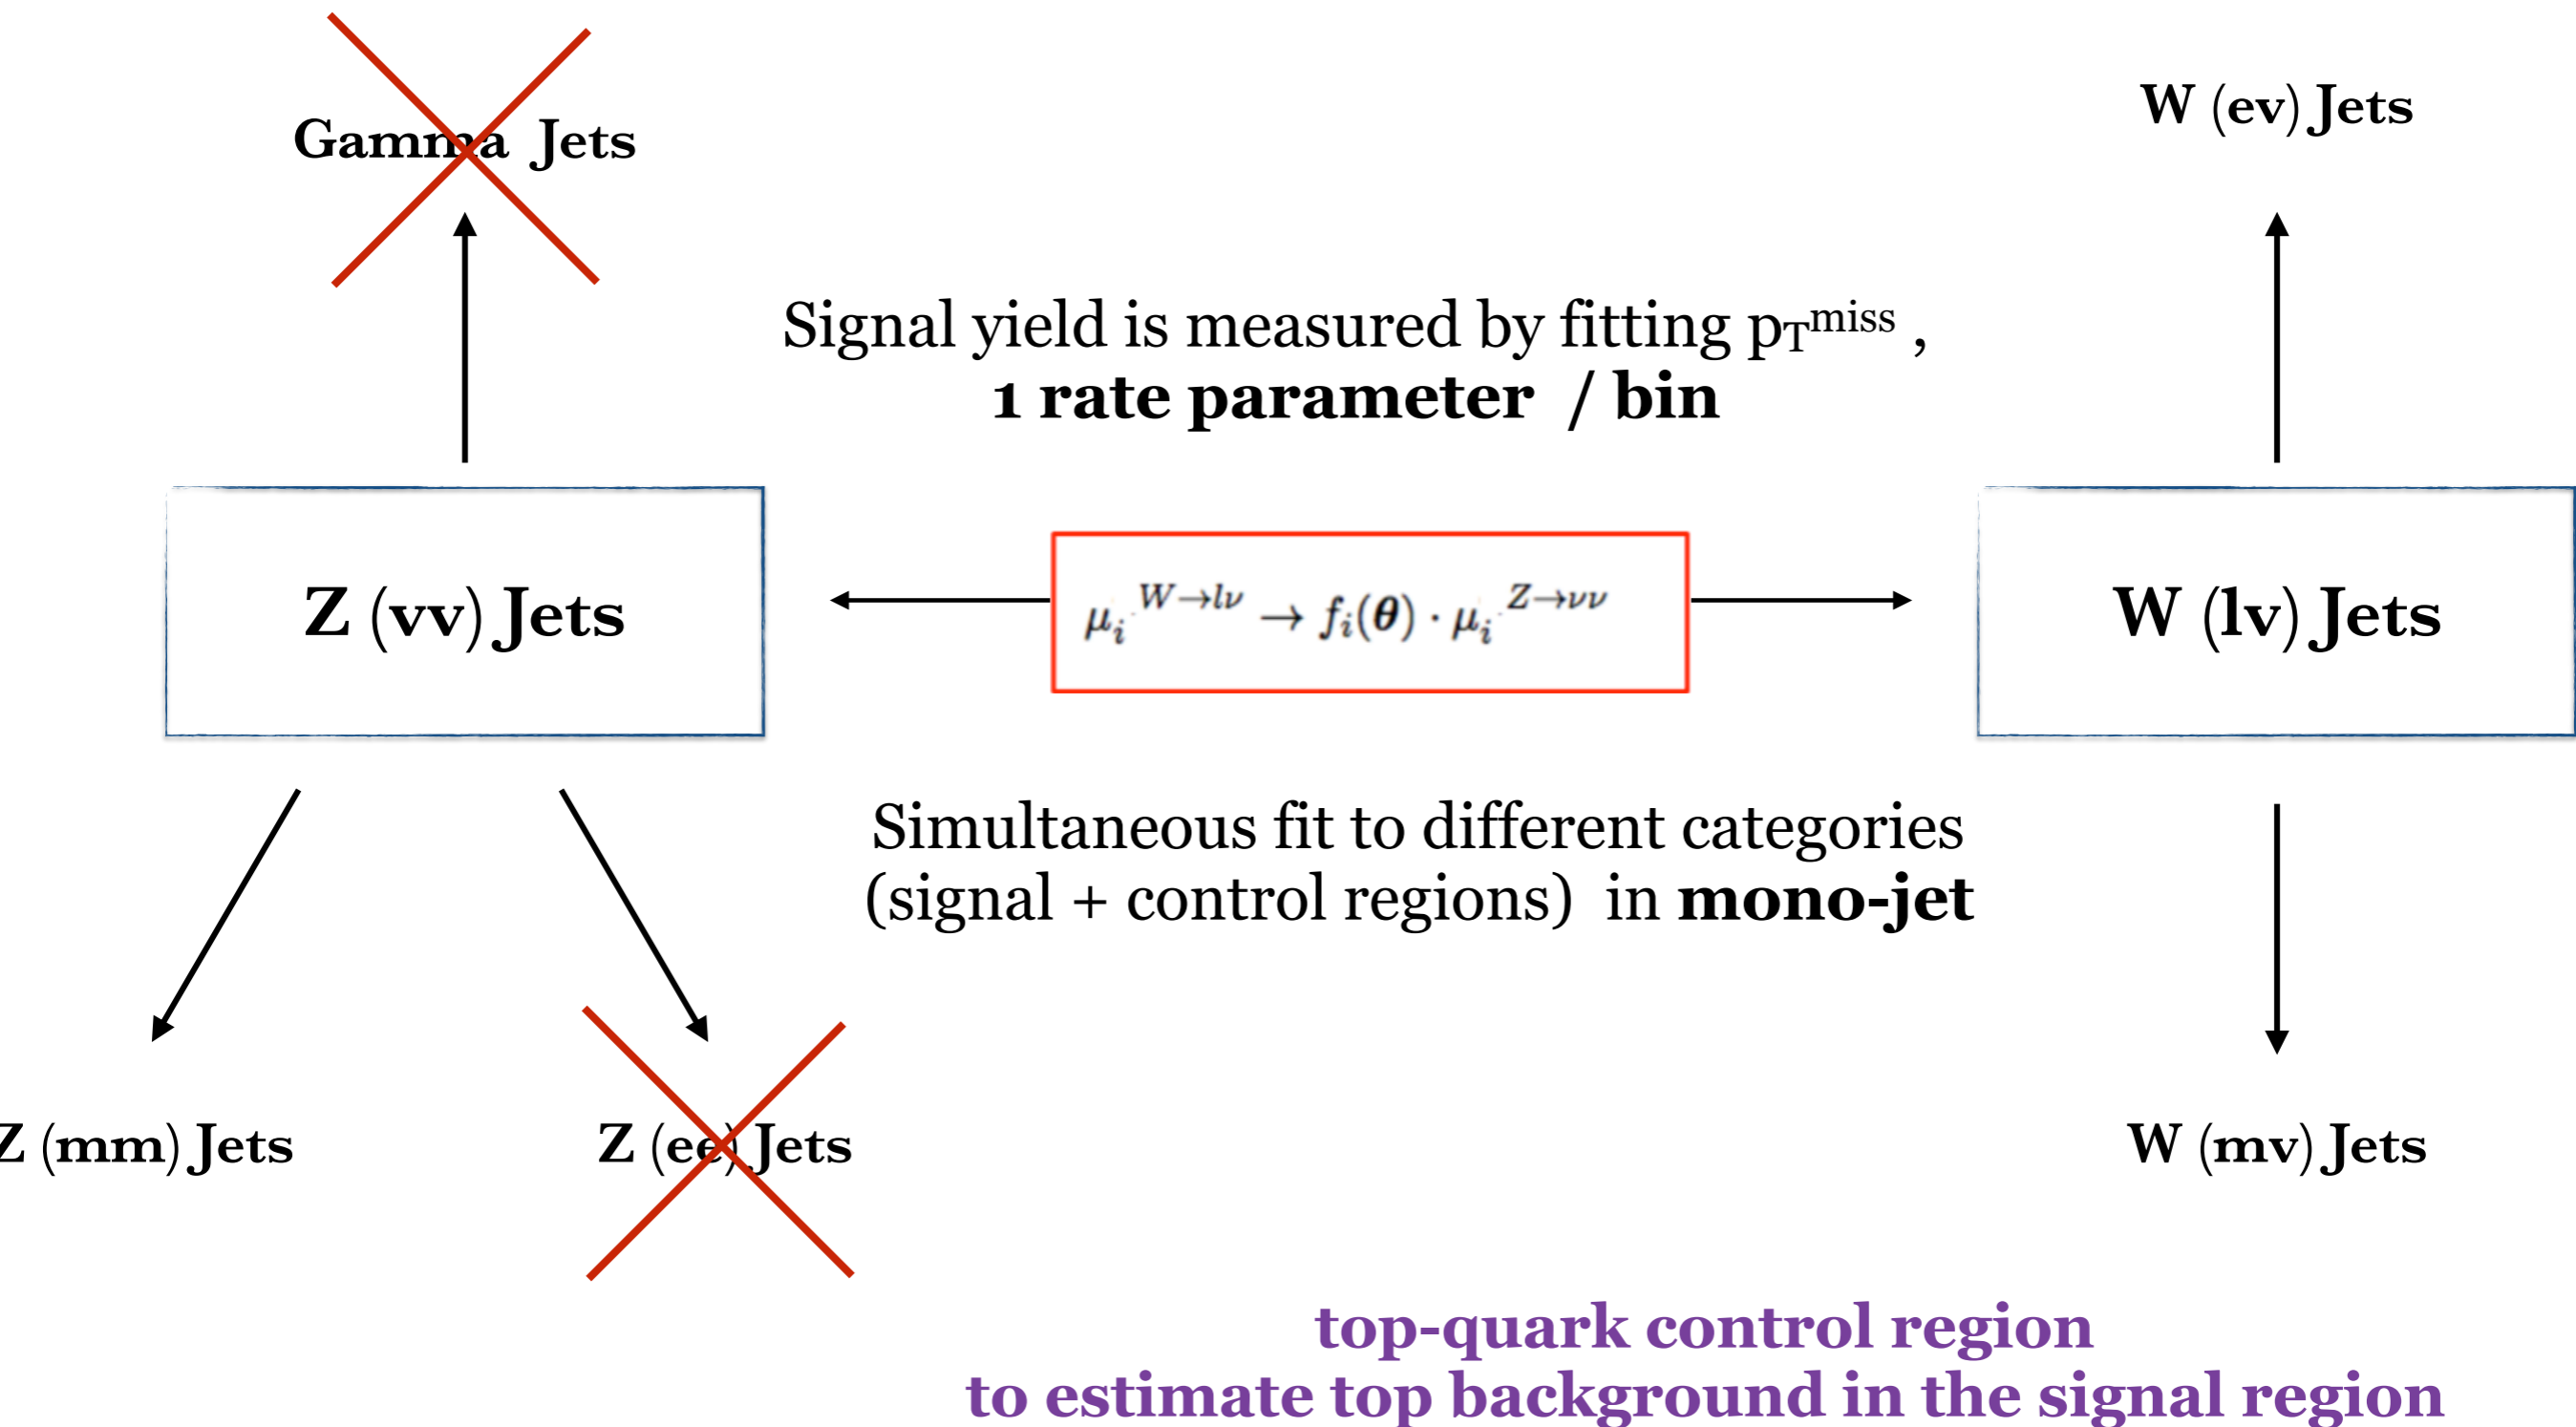 W (ev) Jets
Gamma Jets
Signal yield is measured by fitting pₜᵐⁱˢˢ ,
1 rate parameter / bin
Z (vv) Jets
μᵢ W→lν → fᵢ(θ) · μᵢ Z→νν
W (lv) Jets
Simultaneous fit to different categories
(signal + control regions) in mono-jet
Z (mm) Jets
Z (ee) Jets
W (mv) Jets
top-quark control region
to estimate top background in the signal region